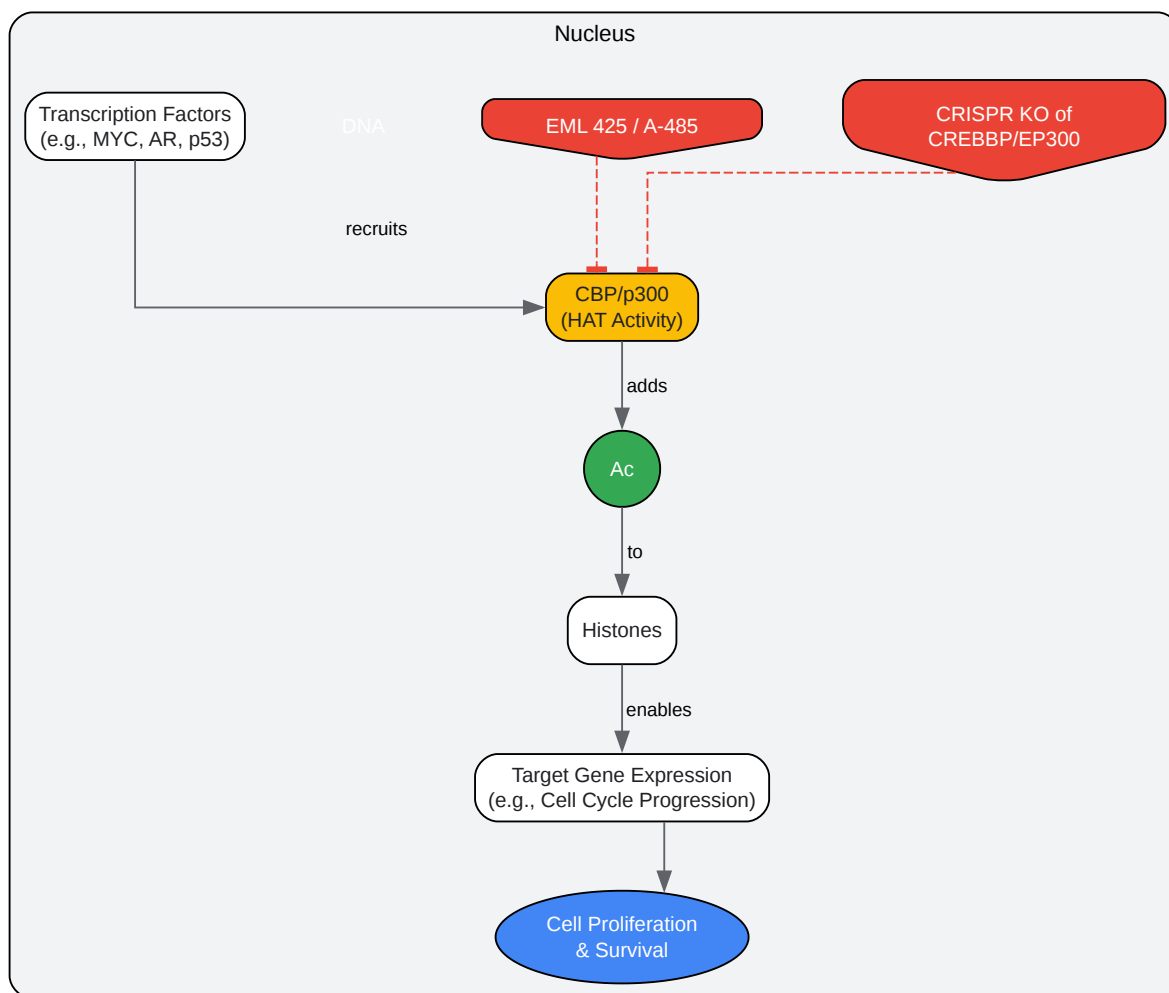 Nucleus
Transcription Factors
(e.g., MYC, AR, p53)
DNA
EML 425 / A-485
CRISPR KO of
CREBBP/EP300
recruits
CBP/p300
(HAT Activity)
adds
Ac
to
Histones
enables
Target Gene Expression
(e.g., Cell Cycle Progression)
Cell Proliferation
& Survival